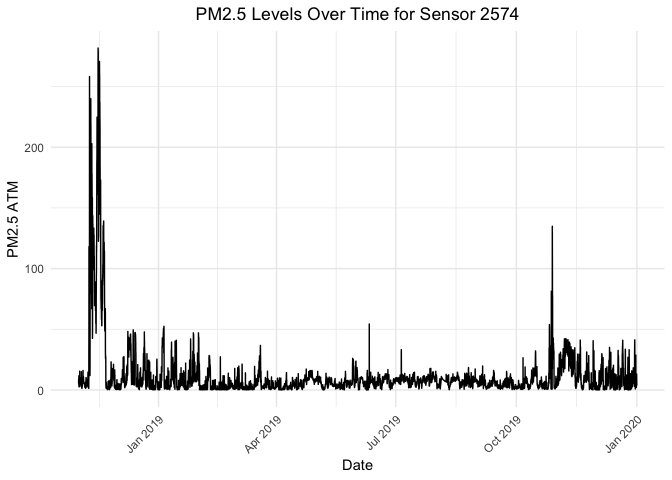 PM2.5 Levels Over Time for Sensor 2574
PM2.5 ATM
200
100
0
Jan 2019
Apr 2019
Jul 2019
Oct 2019
Jan 2020
Date